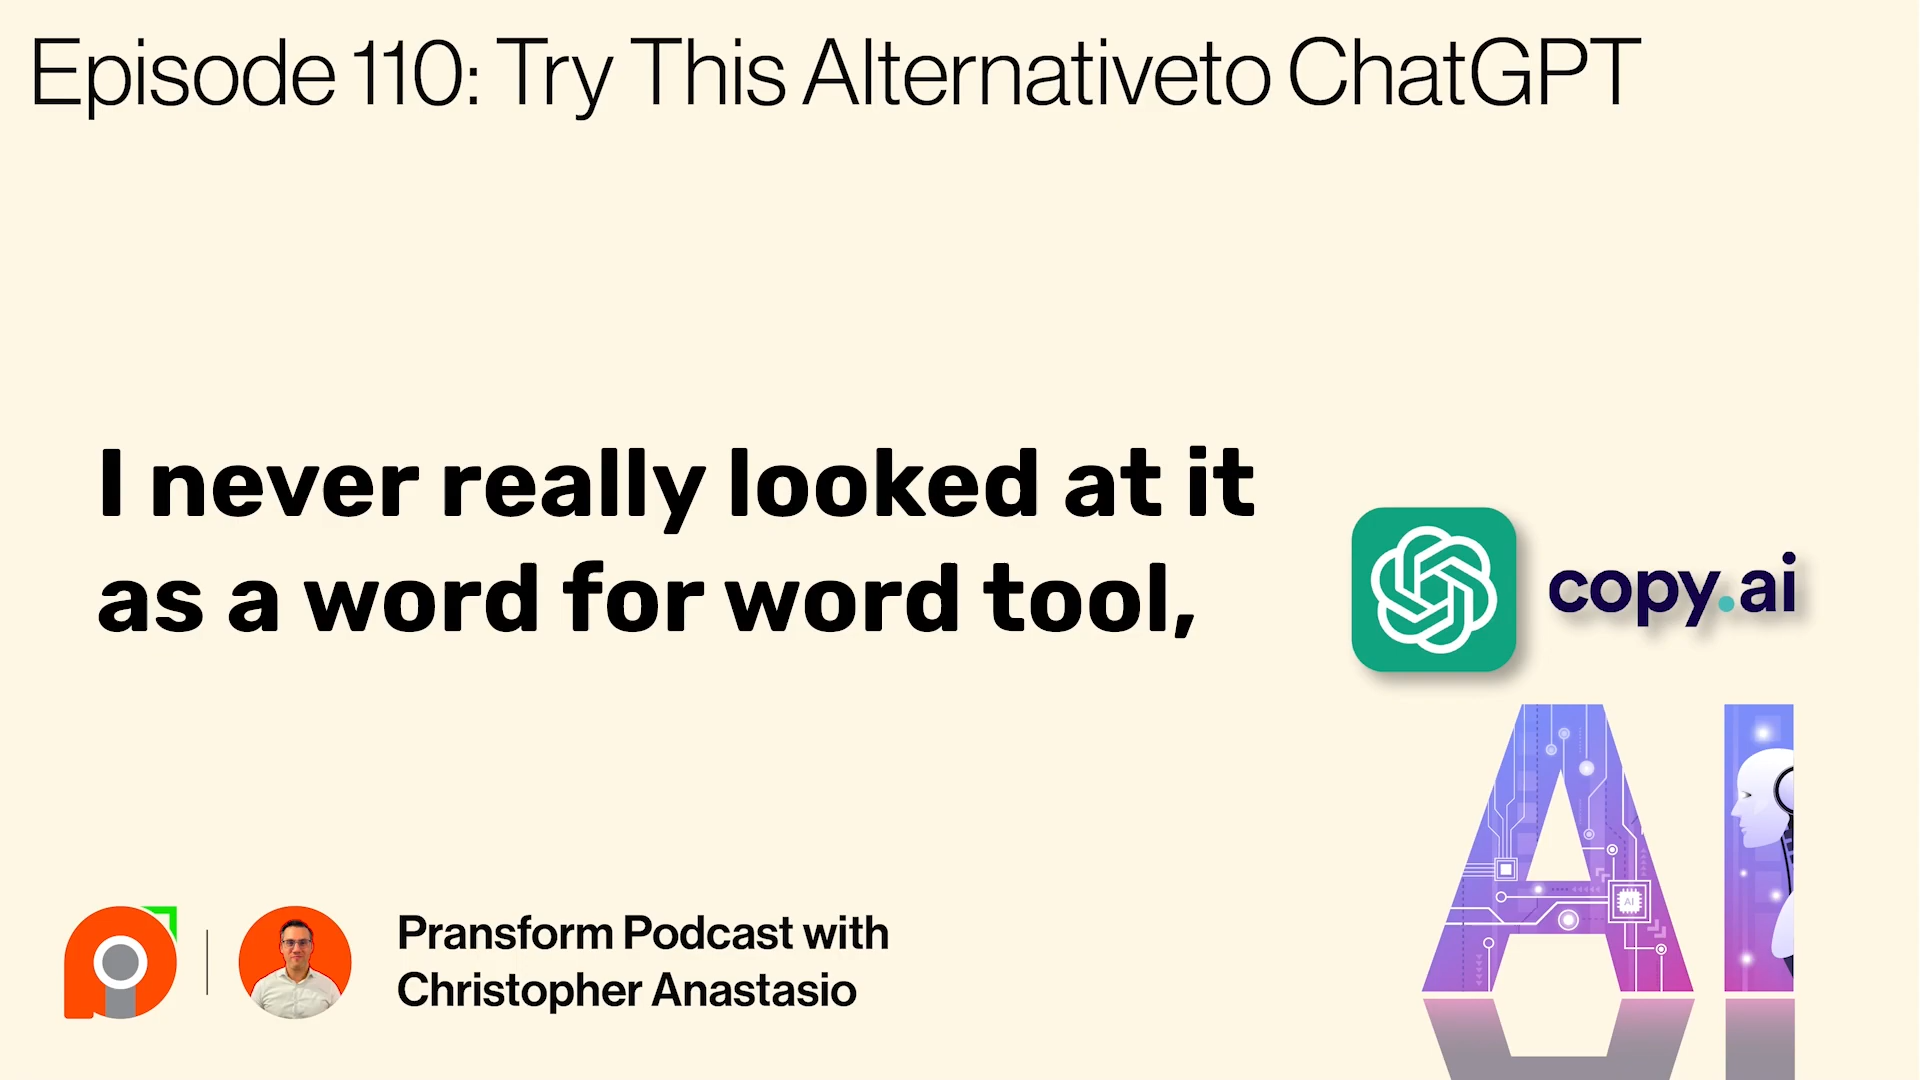 Episode 110: Try This Alternativeto ChatGPT
I never really looked at it
as a word for word tool,
copy.ai
AI
AI
Pransform Podcast with
Christopher Anastasio